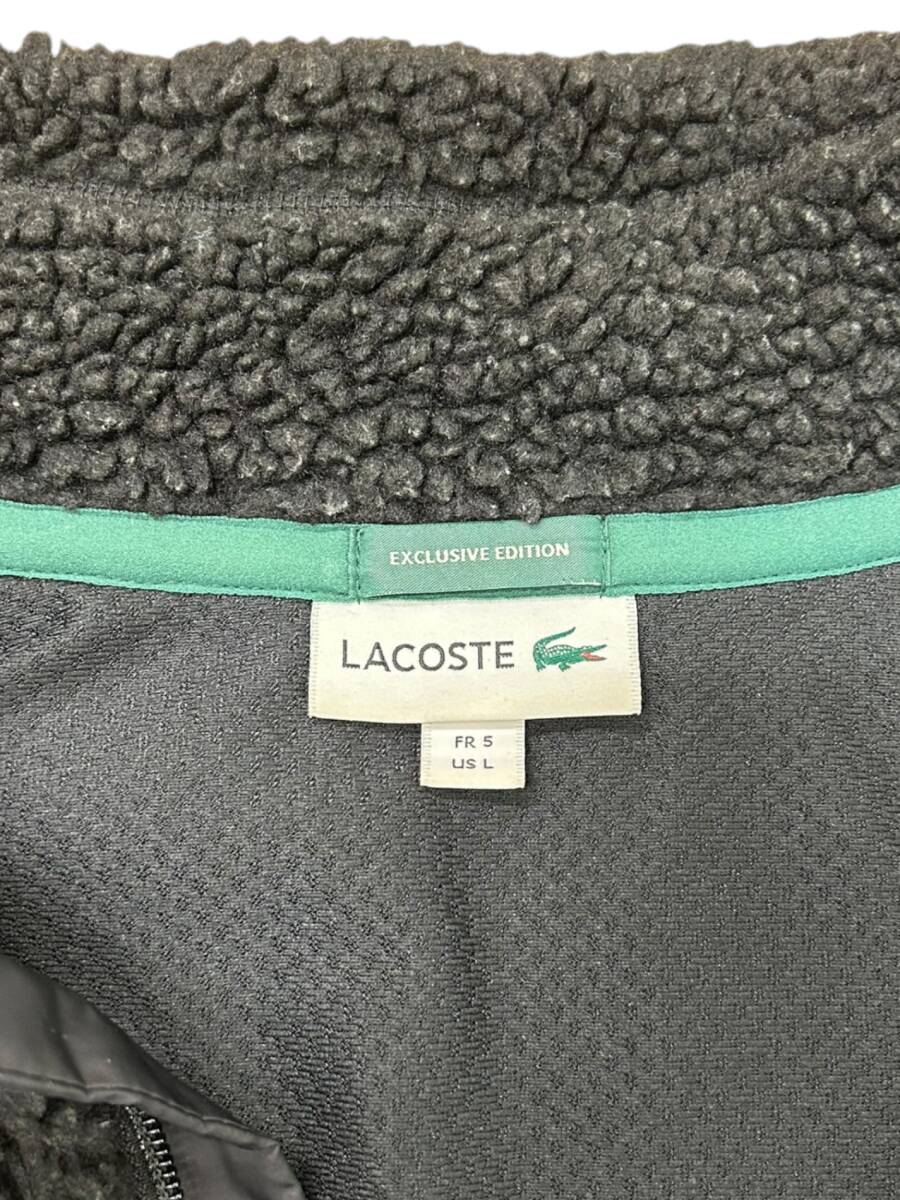 EXCLUSIVE EDITION
LACOSTE
FR 5
US L